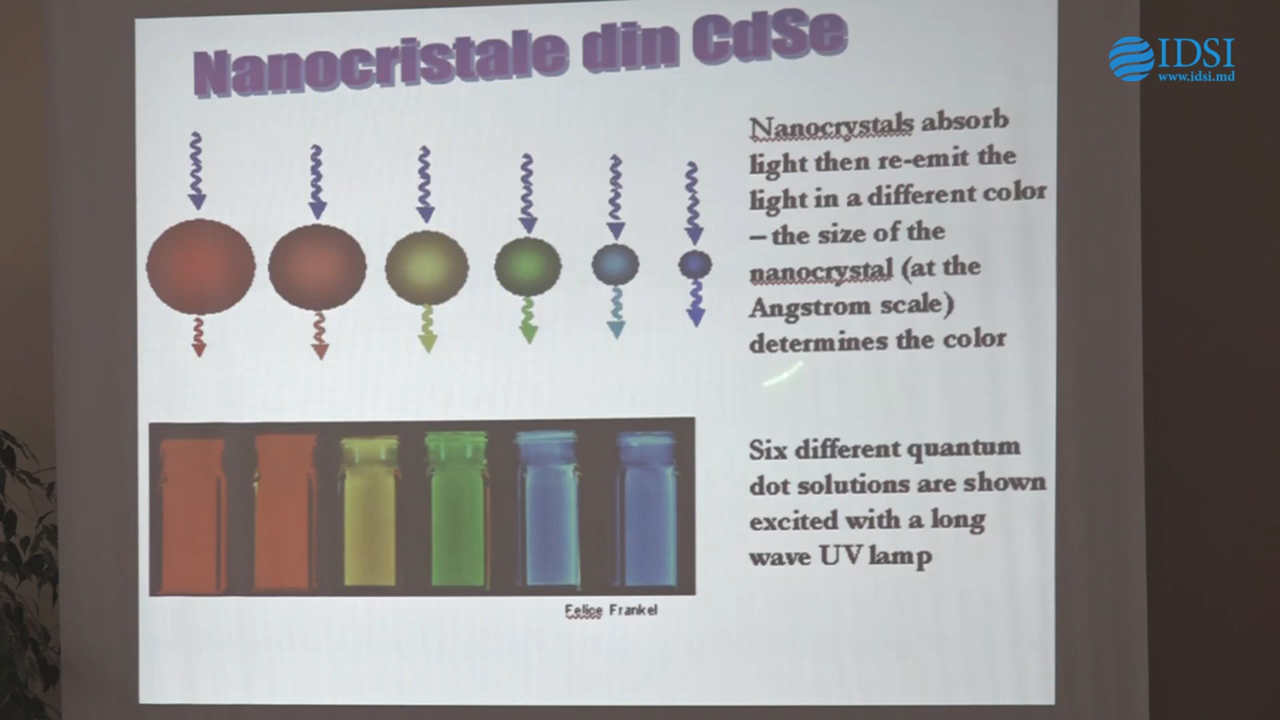 Nanocristale din CdSe
IDSI
www.idsi.md
Nanocrystals absorb
light then re-emit the
light in a different color
– the size of the
nanocrystal (at the
Angstrom scale)
determines the color
Six different quantum
dot solutions are shown
excited with a long
wave UV lamp
Felice Frankel